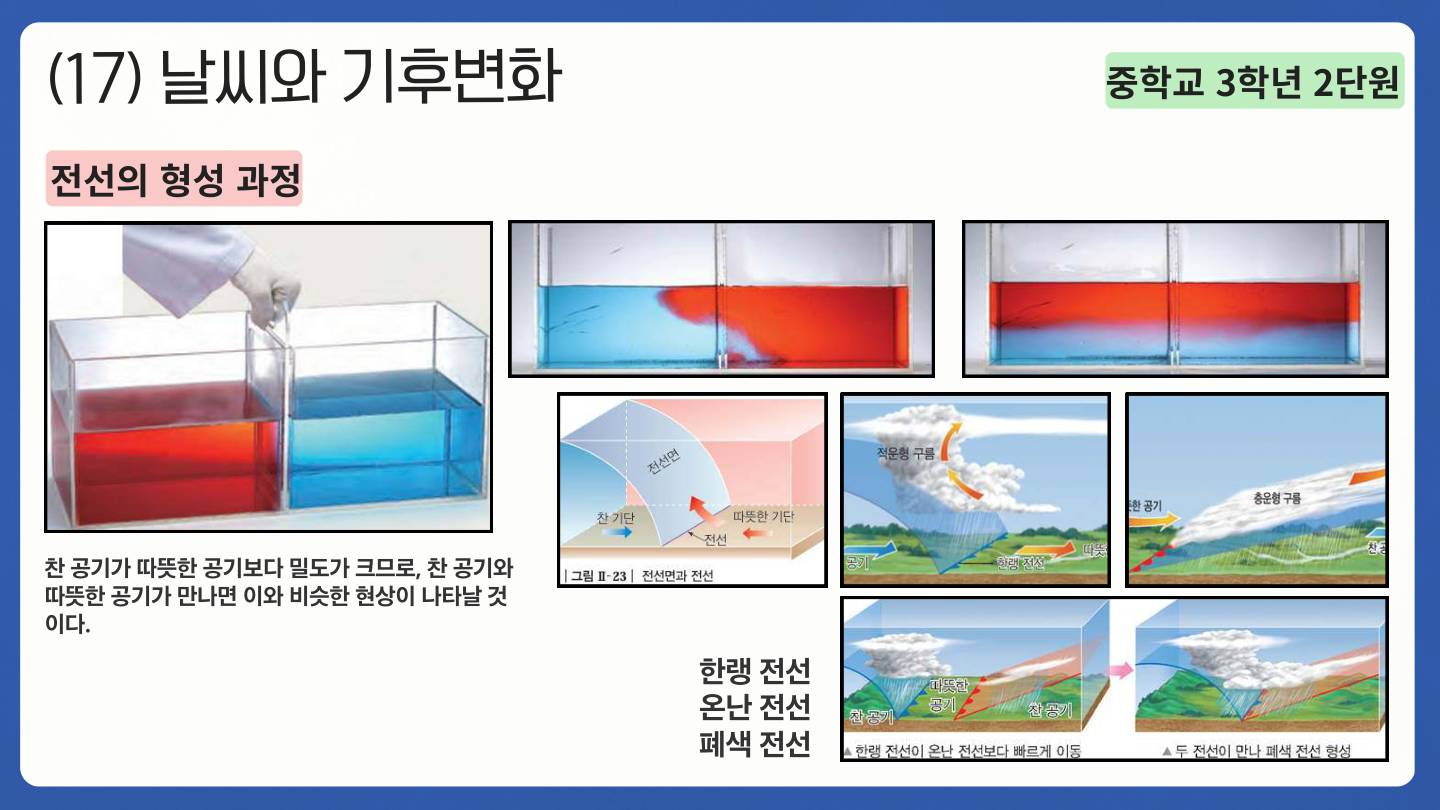 (17) 날씨와 기후변화
중학교 3학년 2단원
전선의 형성 과정
전선면
찬 기단
따뜻한 기단
전선
그림 Ⅱ-23 | 전선면과 전선
적운형 구름
공기
한랭 전선
따뜻
층운형 구름
뜻한 공기
찬 공
찬 공기가 따뜻한 공기보다 밀도가 크므로, 찬 공기와
따뜻한 공기가 만나면 이와 비슷한 현상이 나타날 것
이다.
한랭 전선
온난 전선
폐색 전선
찬 공기
따뜻한
공기
찬 공기
▲ 한랭 전선이 온난 전선보다 빠르게 이동
▲ 두 전선이 만나 폐색 전선 형성